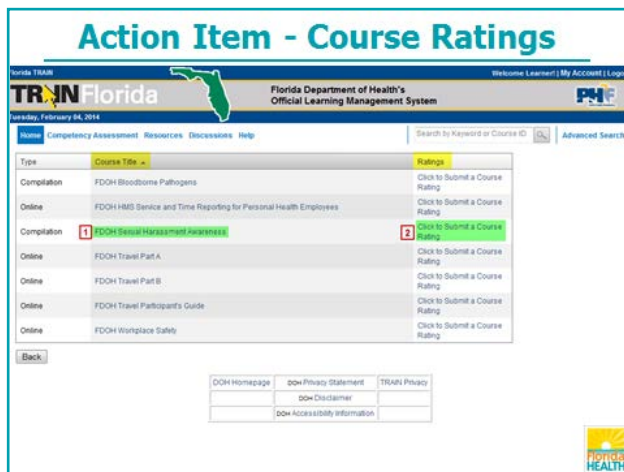 Action Item - Course Ratings
Florida TRAIN
Welcome Learner! | My Account | Logo
TRAIN Florida
Florida Department of Health's
Official Learning Management System
PHF
Tuesday, February 04, 2014
Home Competency Assessment Resources Discussions Help
Search by Keyword or Course ID
Advanced Search
Type Course Title Ratings
Compilation FDOH Bloodborne Pathogens Click to Submit a Course
Rating
Online FDOH HMS Service and Time Reporting for Personal Health Employees Click to Submit a Course
Rating
Compilation 1 FDOH Sexual Harassment Awareness 2 Click to Submit a Course
Rating
Online FDOH Travel Part A Click to Submit a Course
Rating
Online FDOH Travel Part B Click to Submit a Course
Rating
Online FDOH Travel Participant's Guide Click to Submit a Course
Rating
Online FDOH Workplace Safety Click to Submit a Course
Rating
Back
DOH Homepage DOH Privacy Statement TRAIN Privacy
DOH Disclaimer
DOH Accessibility Information
Florida
HEALTH